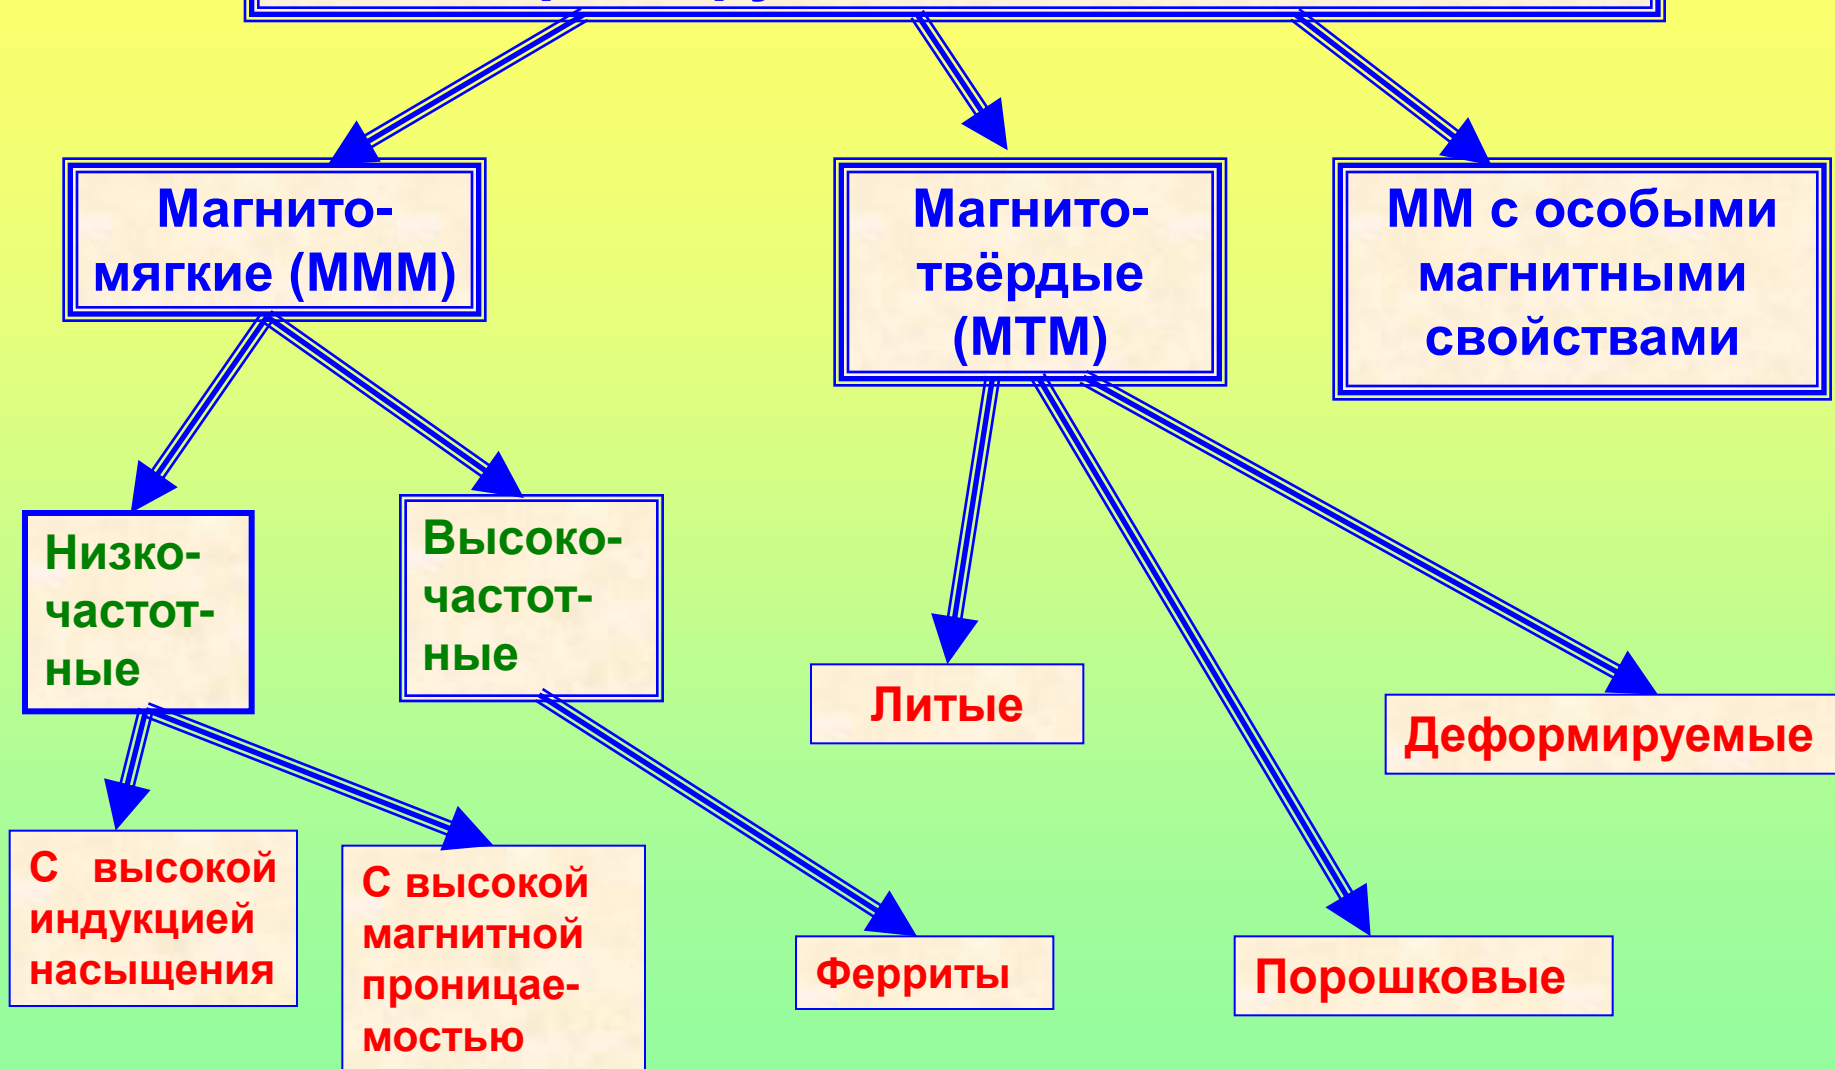 Магнито-
мягкие (МММ)
Магнито-
твёрдые
(МТМ)
ММ с особыми
магнитными
свойствами
Низко-
частот-
ные
Высоко-
частот-
ные
Литые
Деформируемые
С высокой
индукцией
насыщения
С высокой
магнитной
проницае-
мостью
Ферриты
Порошковые